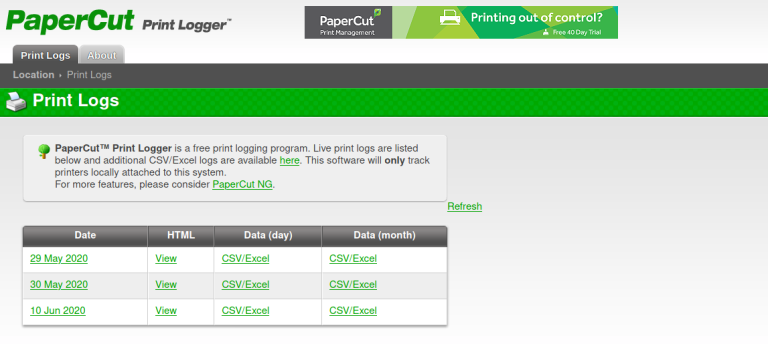 PaperCut Print Logger™
PaperCut
Print Management
Printing out of control?
Free 40 Day Trial
Print Logs About
Location › Print Logs
Print Logs
PaperCut™ Print Logger is a free print logging program. Live print logs are listed
below and additional CSV/Excel logs are available here. This software will only track
printers locally attached to this system.
For more features, please consider PaperCut NG.
Refresh
Date HTML Data (day) Data (month)
29 May 2020 View CSV/Excel CSV/Excel
30 May 2020 View CSV/Excel CSV/Excel
10 Jun 2020 View CSV/Excel CSV/Excel